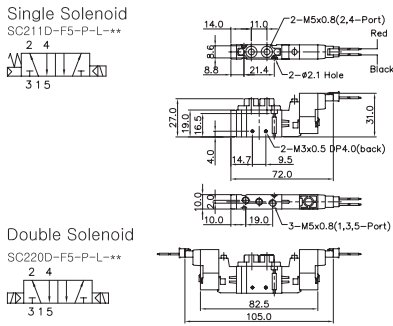 Single Solenoid
SC211D-F5-P-L-**
2 4
3 1 5
14.0 11.0
2-M5x0.8(2,4-Port)
Red
8.6
Black
8.8 21.4
2-ø2.1 Hole
27.0
19.0
16.5
4.0
31.0
2-M3x0.5 DP4.0(back)
14.7 9.5
72.0
10.0
2.0
10.0 19.0
3-M5x0.8(1,3,5-Port)
Double Solenoid
SC220D-F5-P-L-**
2 4
3 1 5
82.5
105.0